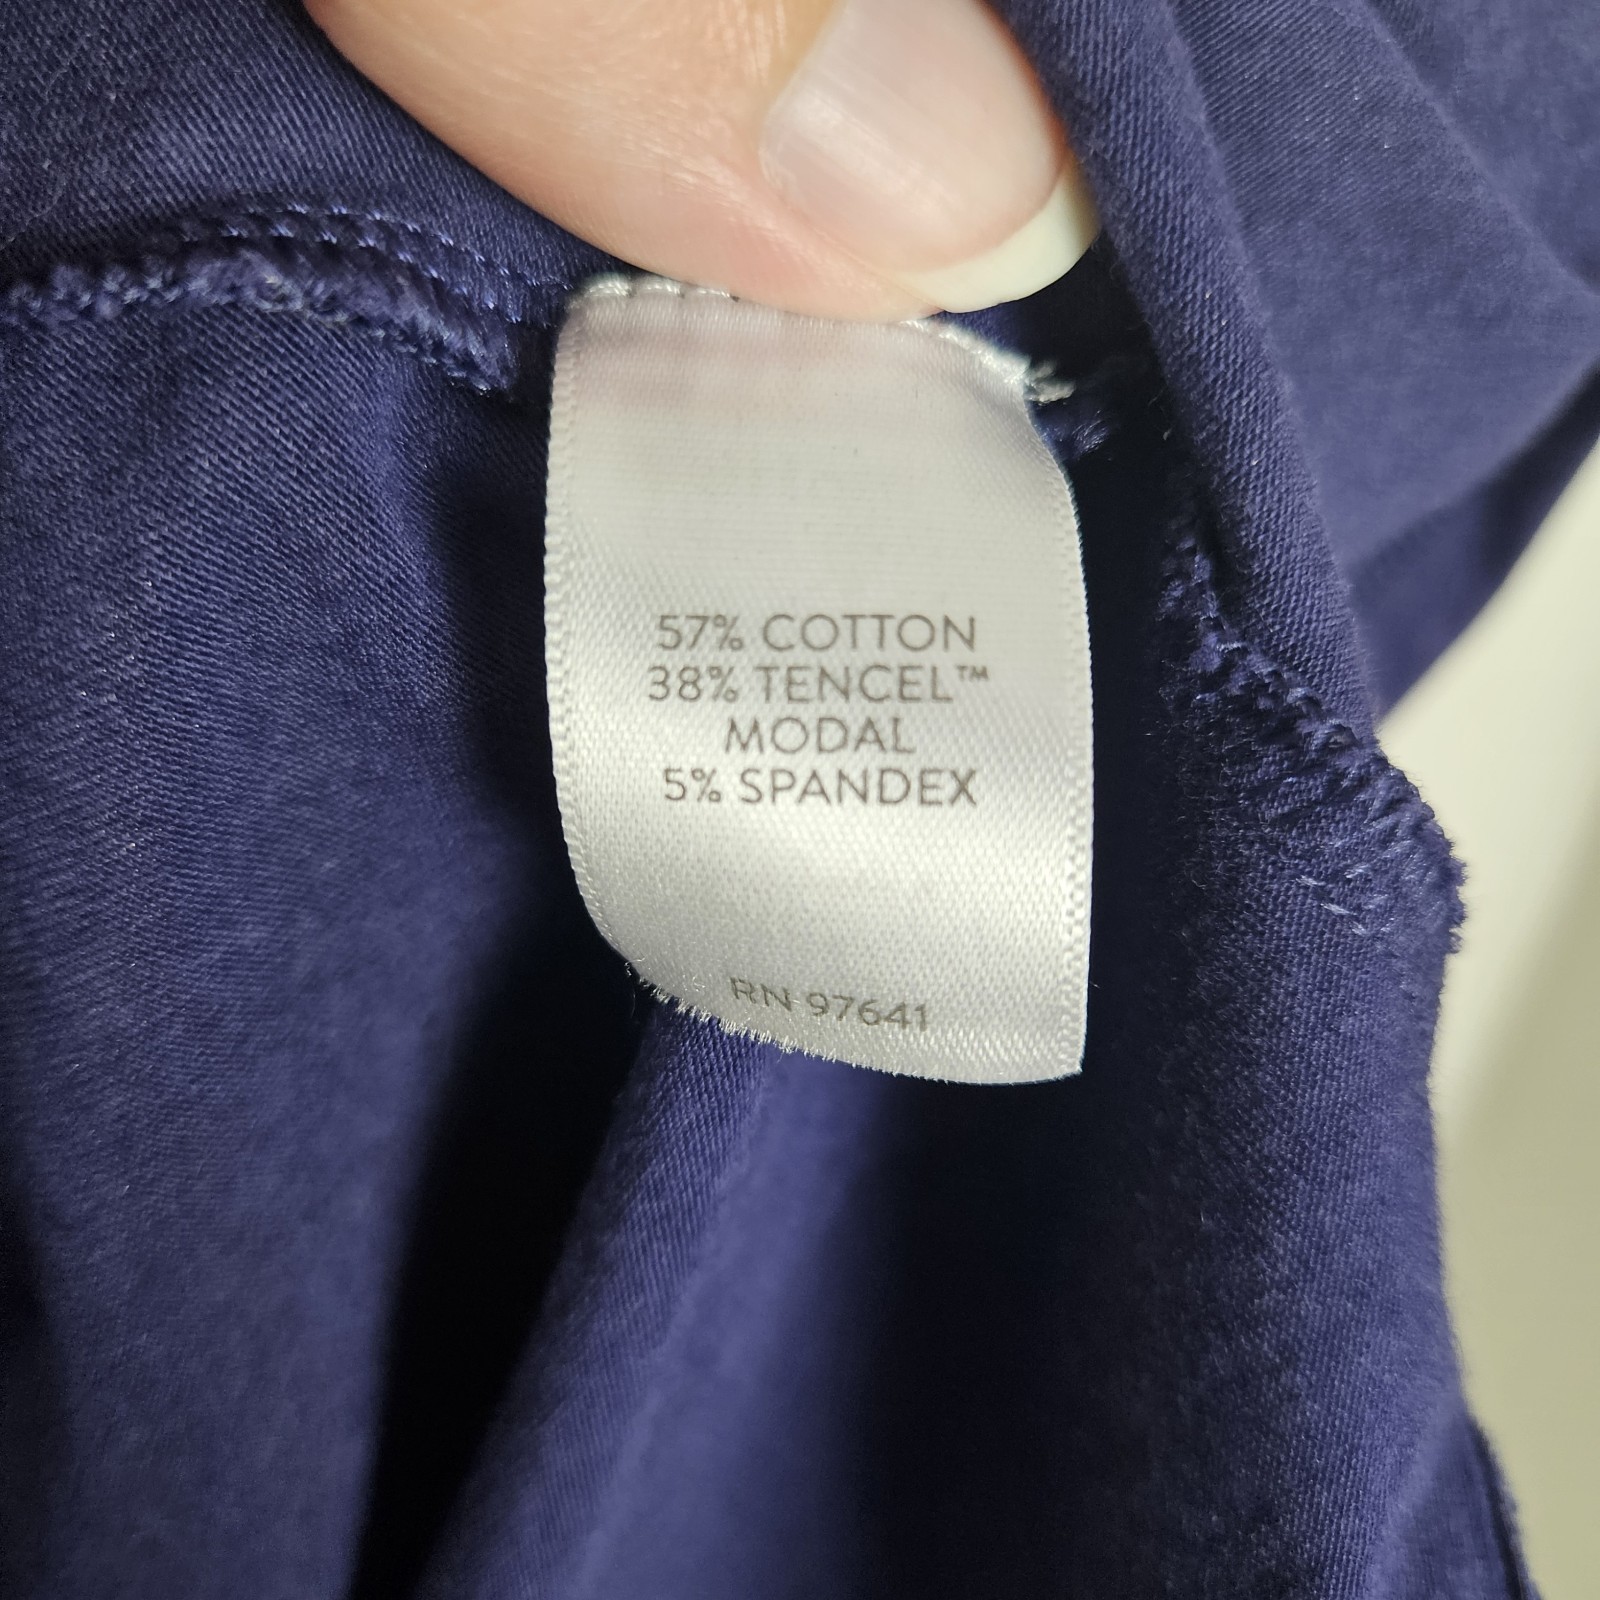 57% COTTON
38% TENCEL™
MODAL
5% SPANDEX
RN 97641